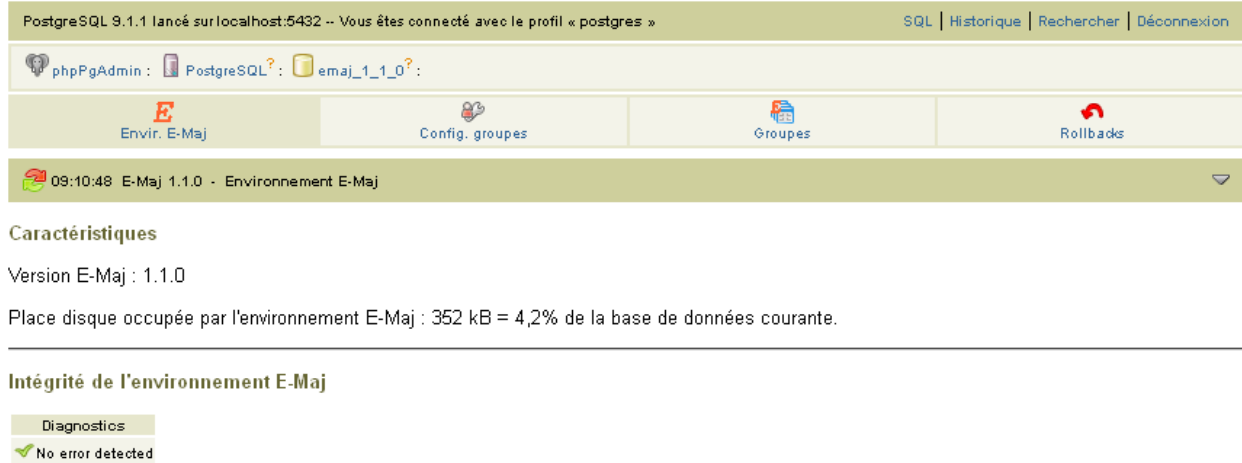 PostgreSQL 9.1.1 lancé sur localhost:5432 -- Vous êtes connecté avec le profil « postgres »
SQL | Historique | Rechercher | Déconnexion
phpPgAdmin : PostgreSQL? : emaj_1_1_0? :
Envir. E-Maj
Config. groupes
Groupes
Rollbacks
09:10:48 E-Maj 1.1.0 - Environnement E-Maj
Caractéristiques
Version E-Maj : 1.1.0
Place disque occupée par l'environnement E-Maj : 352 kB = 4,2% de la base de données courante.
Intégrité de l'environnement E-Maj
Diagnostics
No error detected